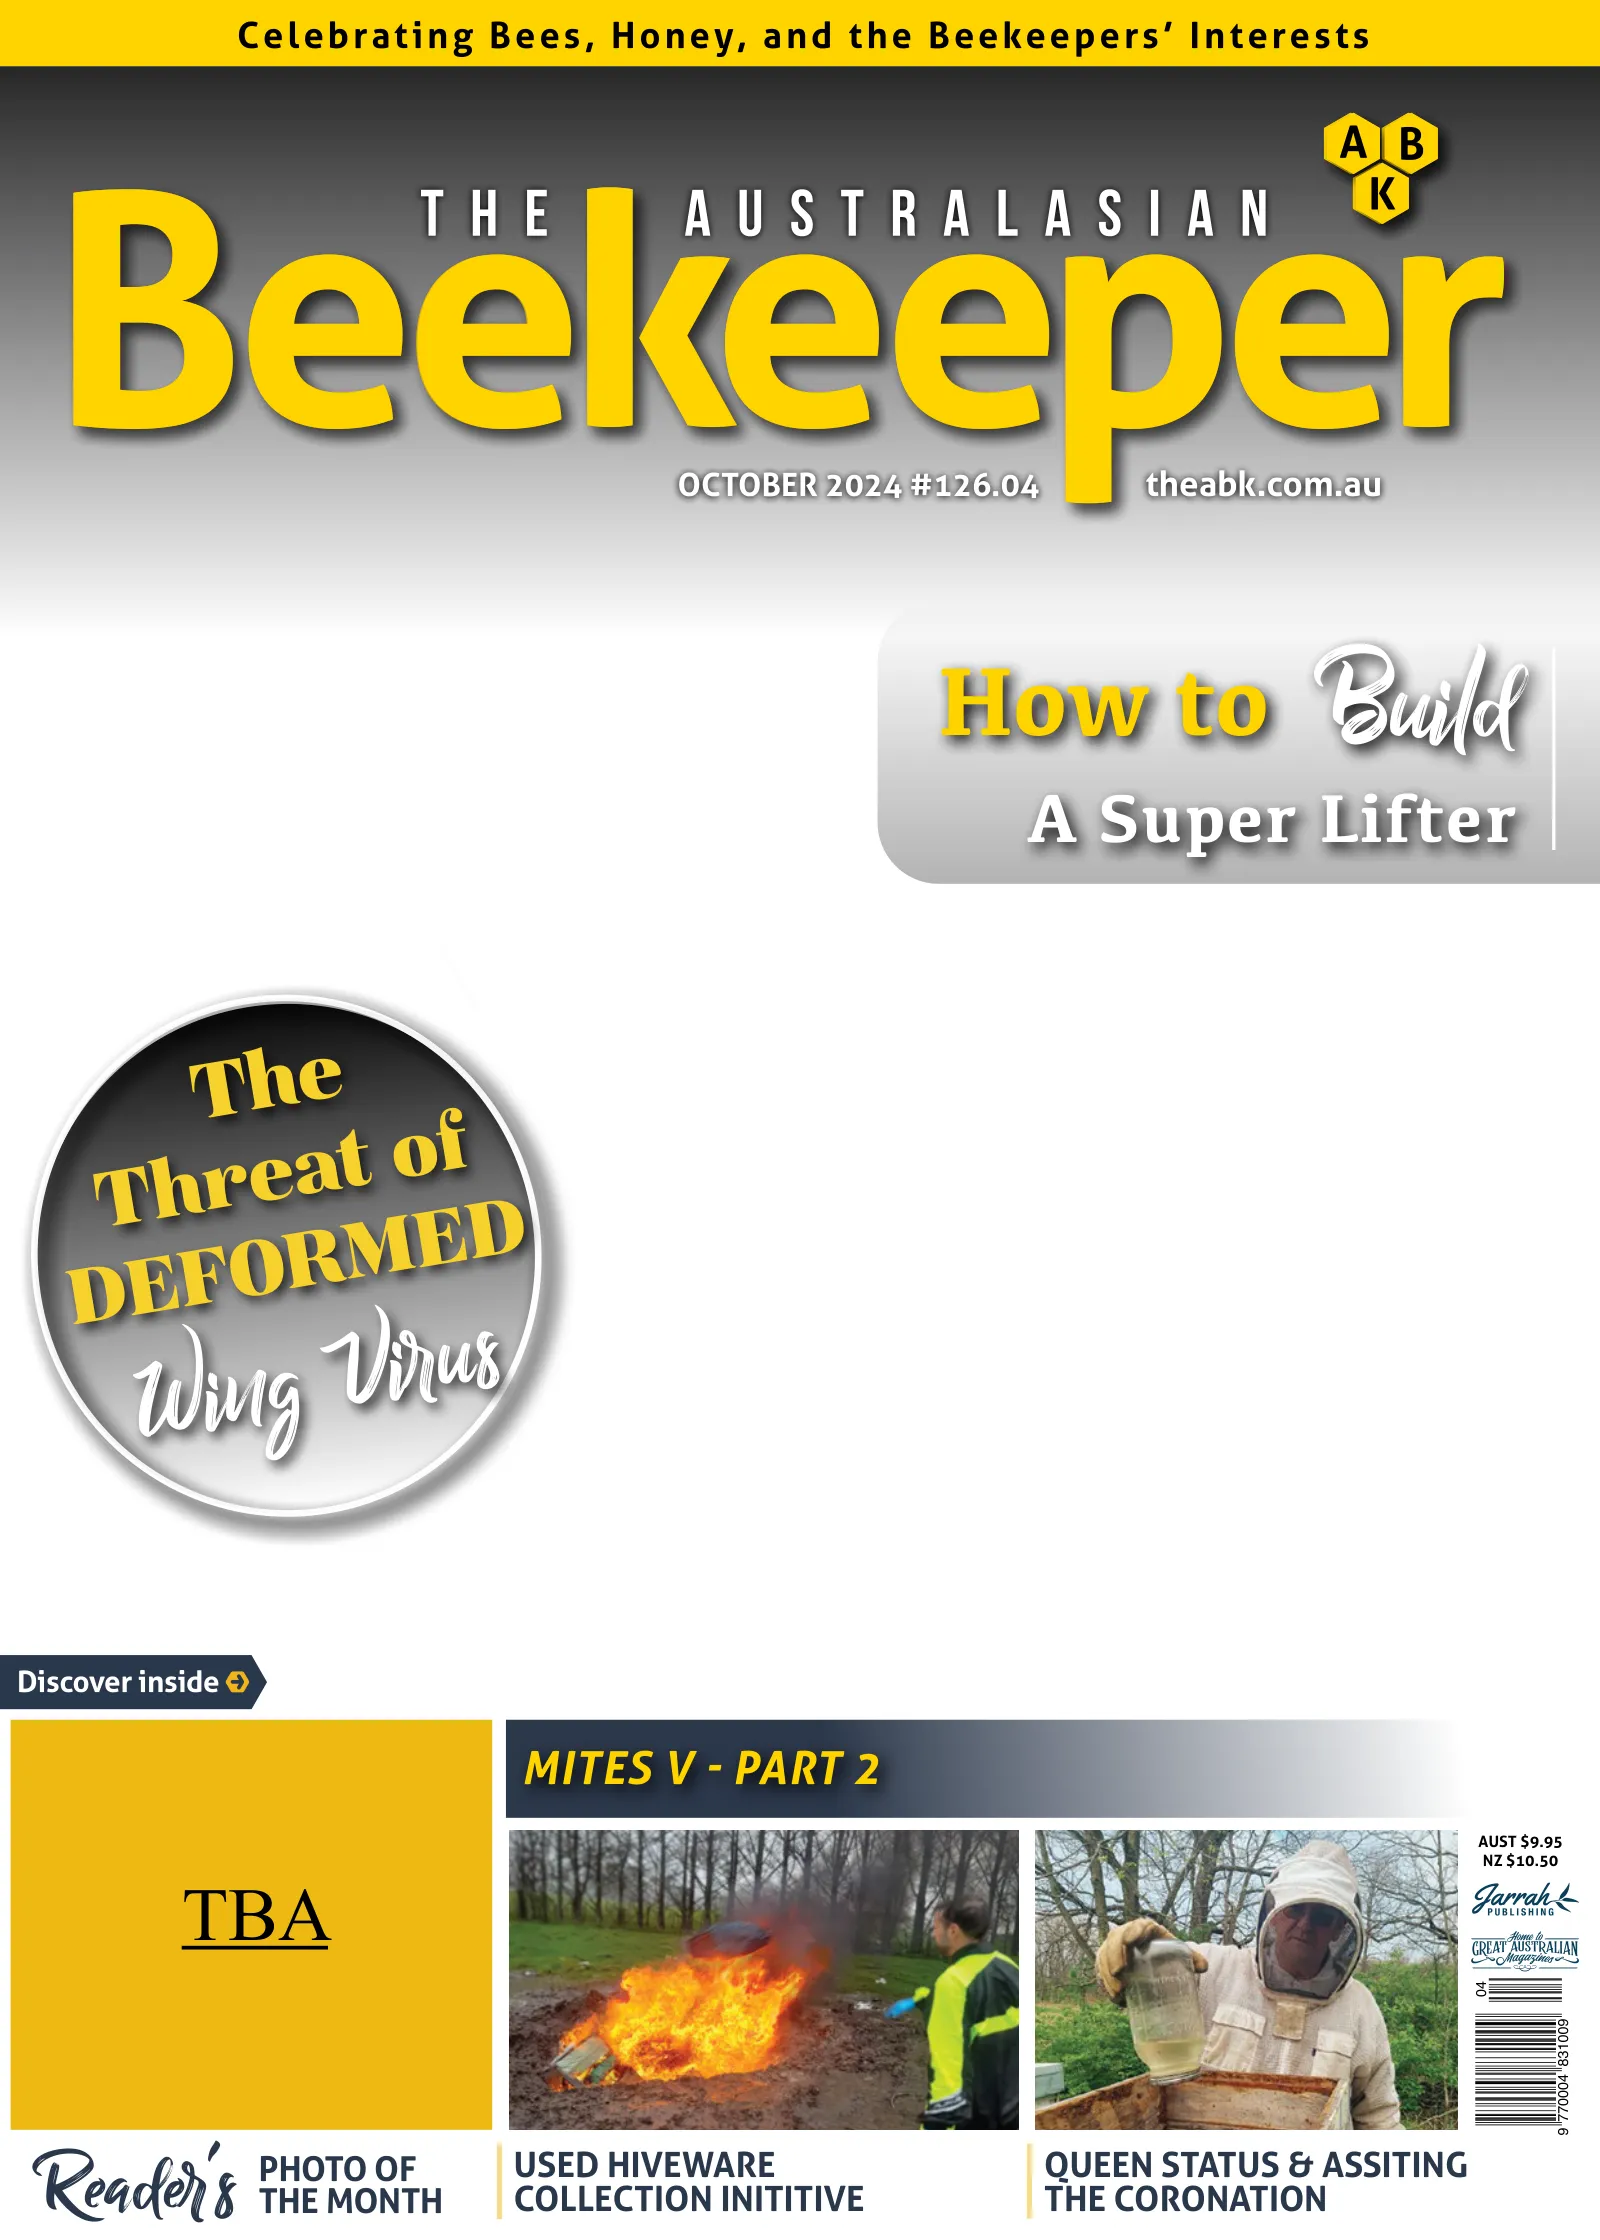 Celebrating Bees, Honey, and the Beekeepers’ Interests
A B
K
THE AUSTRALASIAN
Beekeeper
OCTOBER 2024 #126.04 theabk.com.au
How to Build
A Super Lifter
The
Threat of
DEFORMED
Wing Virus
Discover inside
MITES V - PART 2
TBA
AUST $9.95
NZ $10.50
Jarrah
PUBLISHING
Home to
GREAT AUSTRALIAN
Magazines
04
9 770004 831009
Reader's PHOTO OF
THE MONTH
USED HIVEWARE
COLLECTION INITITIVE
QUEEN STATUS & ASSITING
THE CORONATION